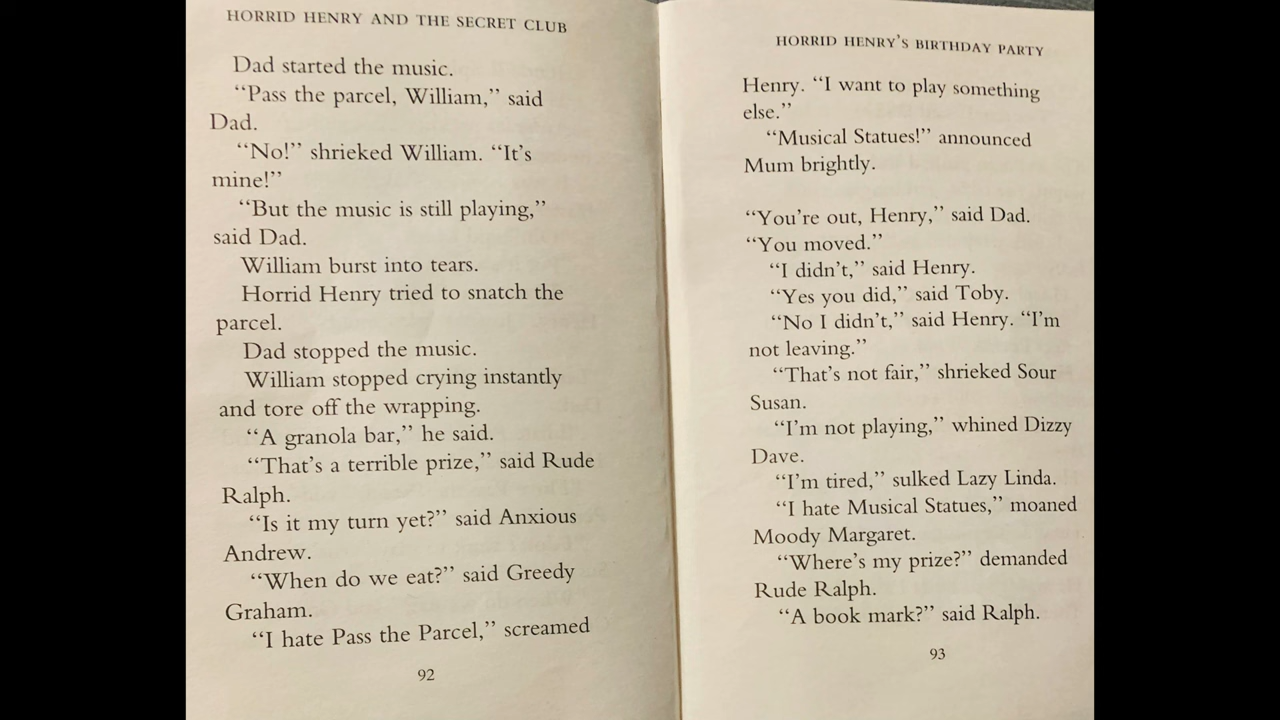 HORRID HENRY AND THE SECRET CLUB
Dad started the music.
“Pass the parcel, William,” said
Dad.
“No!” shrieked William. “It’s
mine!”
“But the music is still playing,”
said Dad.
William burst into tears.
Horrid Henry tried to snatch the
parcel.
Dad stopped the music.
William stopped crying instantly
and tore off the wrapping.
“A granola bar,” he said.
“That’s a terrible prize,” said Rude
Ralph.
“Is it my turn yet?” said Anxious
Andrew.
“When do we eat?” said Greedy
Graham.
“I hate Pass the Parcel,” screamed
92
HORRID HENRY’S BIRTHDAY PARTY
Henry. “I want to play something
else.”
“Musical Statues!” announced
Mum brightly.
“You’re out, Henry,” said Dad.
“You moved.”
“I didn’t,” said Henry.
“Yes you did,” said Toby.
“No I didn’t,” said Henry. “I’m
not leaving.”
“That’s not fair,” shrieked Sour
Susan.
“I’m not playing,” whined Dizzy
Dave.
“I’m tired,” sulked Lazy Linda.
“I hate Musical Statues,” moaned
Moody Margaret.
“Where’s my prize?” demanded
Rude Ralph.
“A book mark?” said Ralph.
93